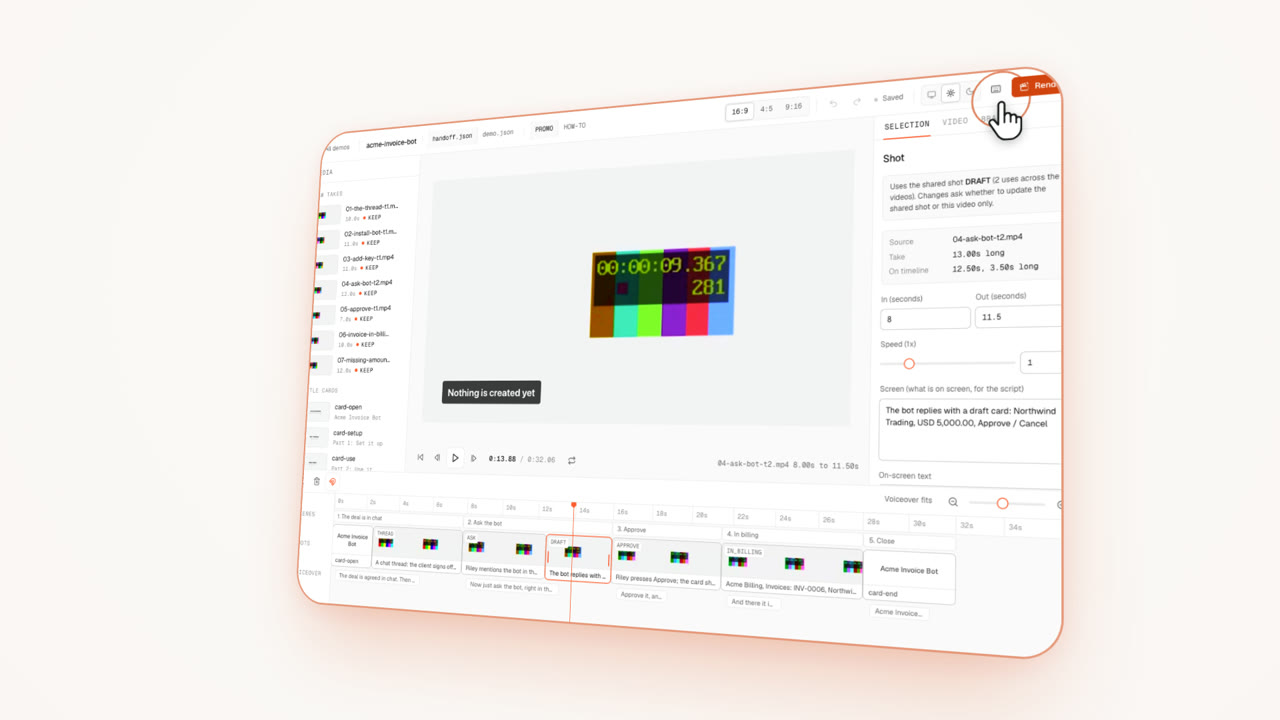 All demos
acme-invoice-bot
handoff.json
demo.json
PROMO
HOW-TO
16:9
4:5
9:16
Saved
SELECTION
VIDEO
01-the-thread-t1.m..
10.0s
KEEP
02-install-bot-t1.m..
11.0s
KEEP
03-add-key-t1.mp4
11.0s
KEEP
04-ask-bot-t2.mp4
13.0s
KEEP
05-approve-t1.mp4
7.0s
KEEP
06-invoice-in-billi..
10.0s
KEEP
07-missing-amoun..
12.0s
KEEP
card-open
Acme Invoice Bot
card-setup
Part 1: Set it up
card-use
00:00:09.367
281
Nothing is created yet
0:13.88 / 0:32.06
04-ask-bot-t2.mp4 8.00s to 11.50s
Shot
Uses the shared shot DRAFT (2 uses across the
videos). Changes ask whether to update the
shared shot or this video only.
Source
04-ask-bot-t2.mp4
Take
13.00s long
On timeline
12.50s, 3.50s long
In (seconds)
Out (seconds)
8
11.5
Speed (1x)
1
Screen (what is on screen, for the script)
The bot replies with a draft card: Northwind
Trading, USD 5,000.00, Approve / Cancel
On-screen text
Voiceover fits
0s
2s
4s
6s
8s
10s
12s
14s
16s
18s
20s
22s
24s
26s
28s
30s
32s
34s
1 The deal is in chat
2. Ask the bot
3. Approve
4. In billing
5. Close
Acme Invoice
Bot
card-open
THREAD
A chat thread: the client signs off...
ASK
Riley mentions the bot in th...
DRAFT
The bot replies with ...
APPROVE
Riley presses Approve; the card sh...
IN_BILLING
Acme Billing, Invoices: INV-0006, Northwi...
Acme Invoice Bot
card-end
The deal is agreed in chat. Then...
Now just ask the bot, right in th...
Approve it, an...
And there it i...
Acme Invoice...